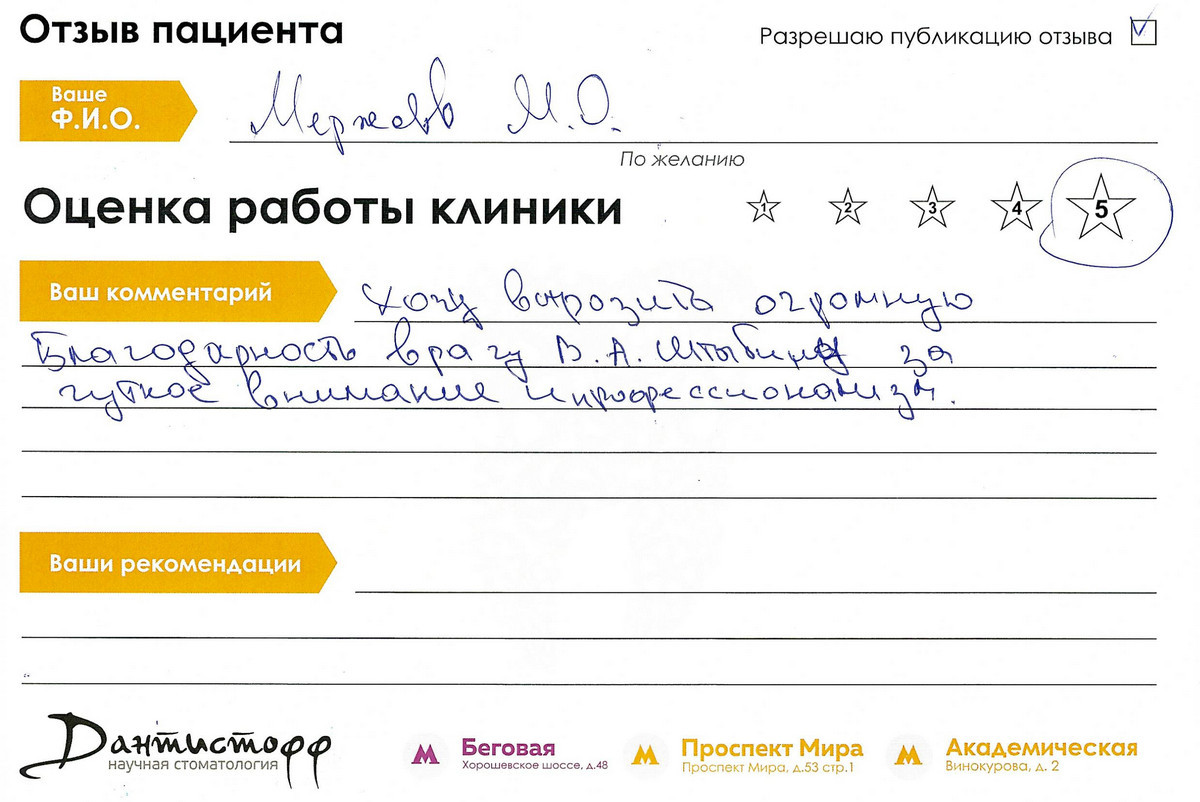 Отзыв пациента
Разрешаю публикацию отзыва
Ваше
Ф.И.О.
Мержоев М.О.
По желанию
Оценка работы клиники
1 2 3 4 5
Ваш комментарий
Хочу выразить огромную
благодарность врагу В.А. Штыбину за
чуткое внимание и профессионализм.
Ваши рекомендации
Дантистофф
научная стоматология
Беговая
Хорошевское шоссе, д.48
Проспект Мира
Проспект Мира, д.53 стр.1
Академическая
Винокурова, д. 2